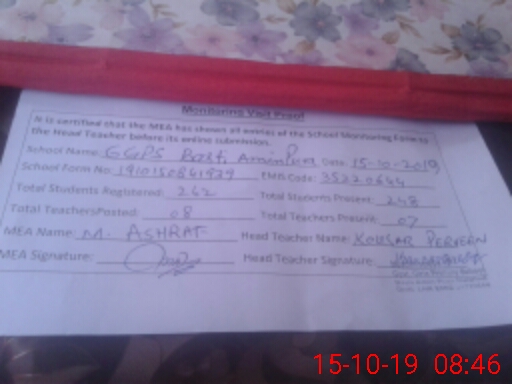 Monitoring Visit Proof
It is certified that the MEA has shown all entries of the School Monitoring Form to
the Head Teacher before its online submission.
School Name: GGPS Basti Aminpur Date: 15-10-2019
School Form No: EMIS Code: 35220644
Total Students Registered: 262 Total Students Present: 248
Total Teachers Posted: 08 Total Teachers Present: 07
MEA Name: M. ASHRAF Head Teacher Name: KOUSAR PERVEEN
MEA Signature: Head Teacher Signature:
15-10-19 08:46